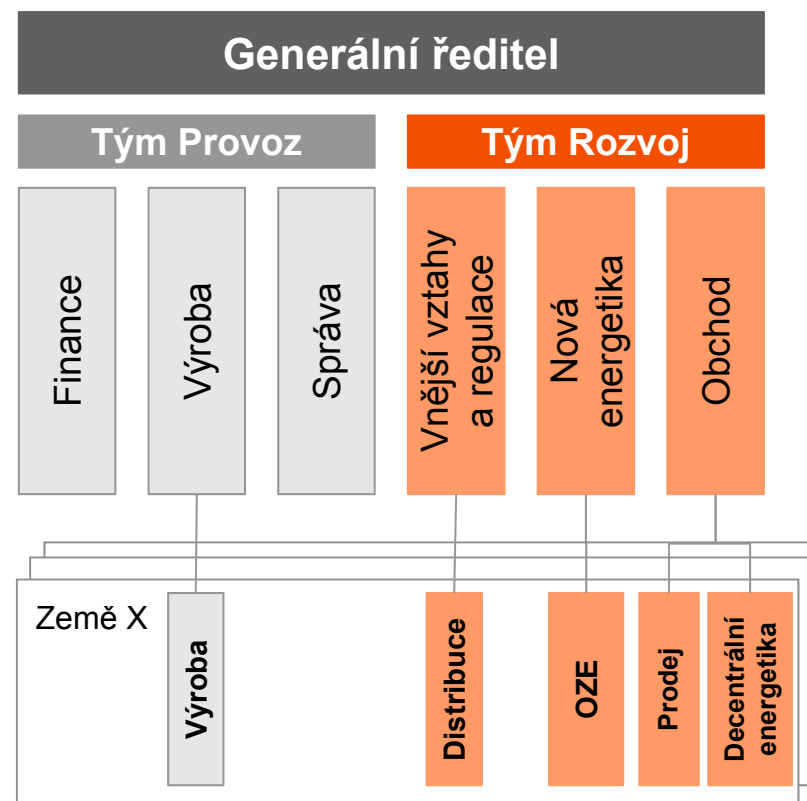 Generální ředitel
Tým Provoz
Tým Rozvoj
Finance
Výroba
Správa
Vnější vztahy
a regulace
Nová
energetika
Obchod
Země X
Výroba
Distribuce
OZE
Prodej
Decentrální
energetika